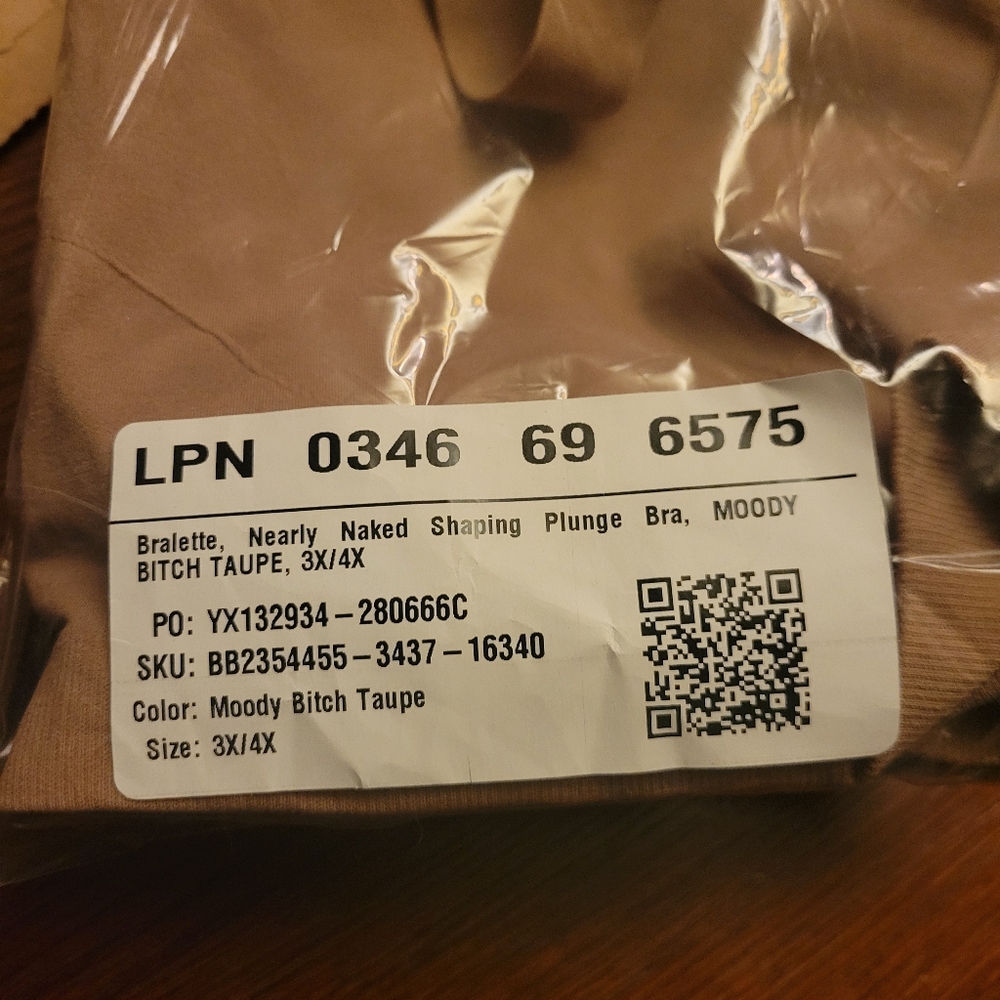 LPN 0346 69 6575
Bralette, Nearly Naked Shaping Plunge Bra, MOODY
BITCH TAUPE, 3X/4X
PO: YX132934-280666C
SKU: BB2354455-3437-16340
Color: Moody Bitch Taupe
Size: 3X/4X